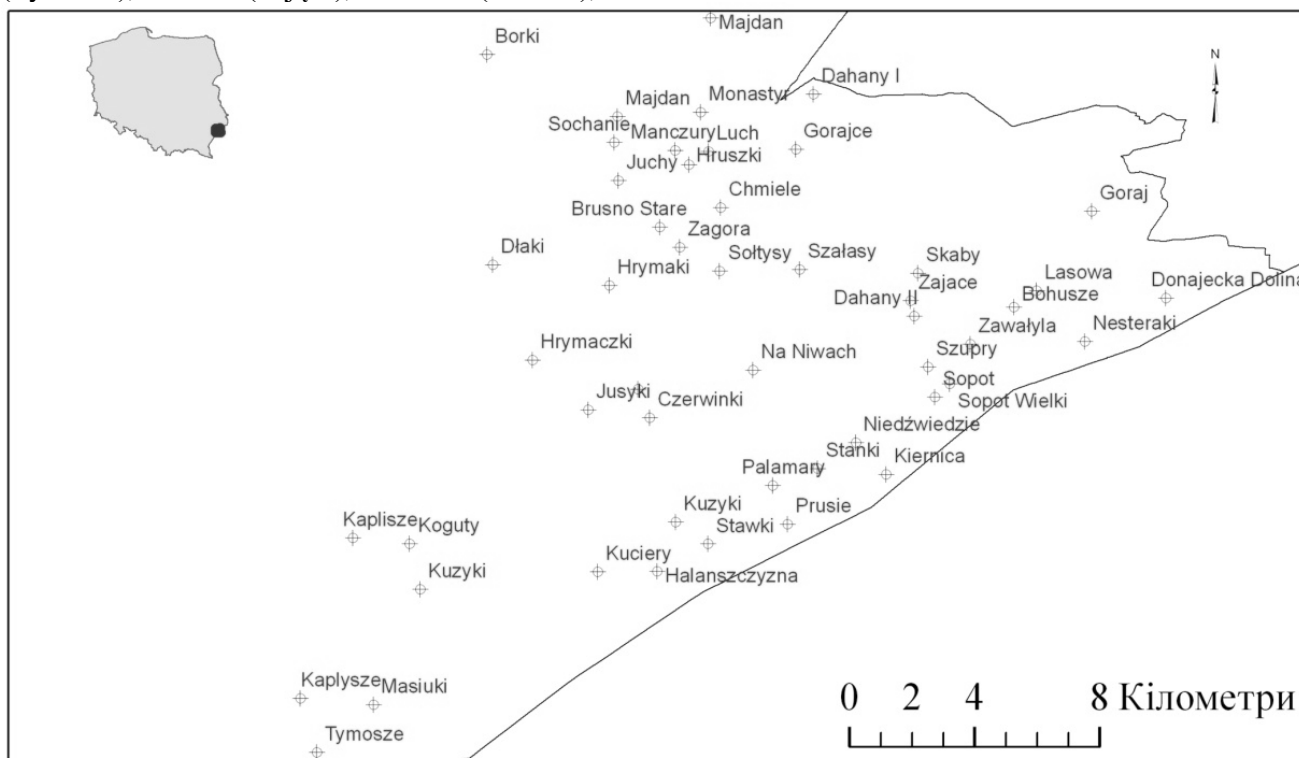 Majdan
Borki
N
Dahany I
Majdan
Monastyr
Sochanie
Manczury
Luch
Gorajce
Juchy
Hruszki
Chmiele
Goraj
Brusno Stare
Zagora
Dłaki
Sołtysy
Szałasy
Skaby
Hrymaki
Zajace
Lasowa
Donajecka Dolina
Dahany II
Bohusze
Zawałyla
Nesteraki
Hrymaczki
Na Niwach
Szupry
Jusyki
Czerwinki
Sopot
Sopot Wielki
Niedźwiedzie
Stanki
Kiernica
Palamary
Kuzyki
Prusie
Kaplisze
Koguty
Stawki
Kuciery
Halanszczyzna
Kuzyki
Kaplysze
Masiuki
0 2 4 8 Кілометри
Tymosze